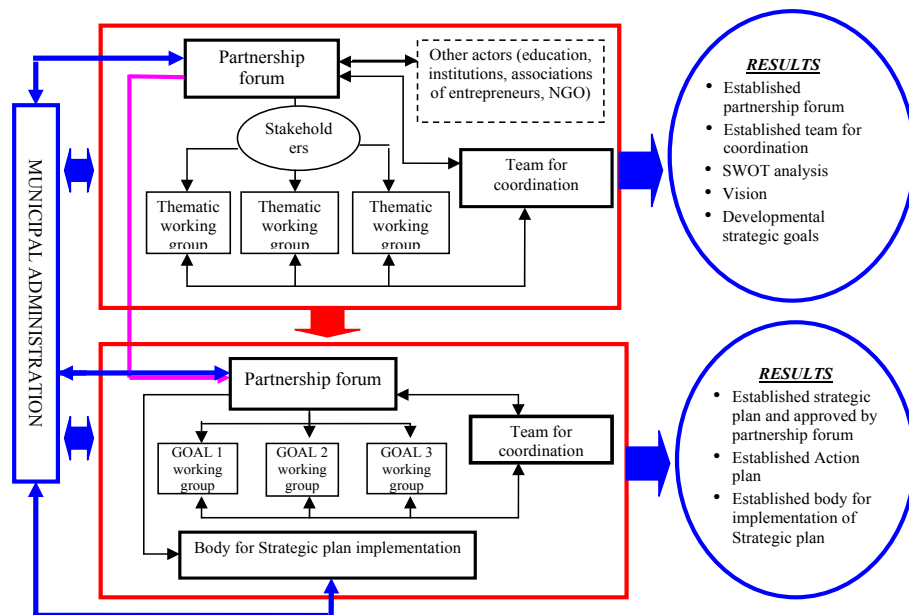 Partnership
forum
Other actors (education,
institutions, associations
of entrepreneurs, NGO)
Stakehold
ers
Team for
coordination
Thematic
working
group
Thematic
working
group
Thematic
working
group
MUNICIPAL ADMINISTRATION
RESULTS
• Established
partnership forum
• Established team for
coordination
• SWOT analysis
• Vision
• Developmental
strategic goals
Partnership forum
Team for
coordination
GOAL 1
working
group
GOAL 2
working
group
GOAL 3
working
group
Body for Strategic plan implementation
RESULTS
• Established strategic
plan and approved by
partnership forum
• Established Action
plan
• Established body for
implementation of
Strategic plan